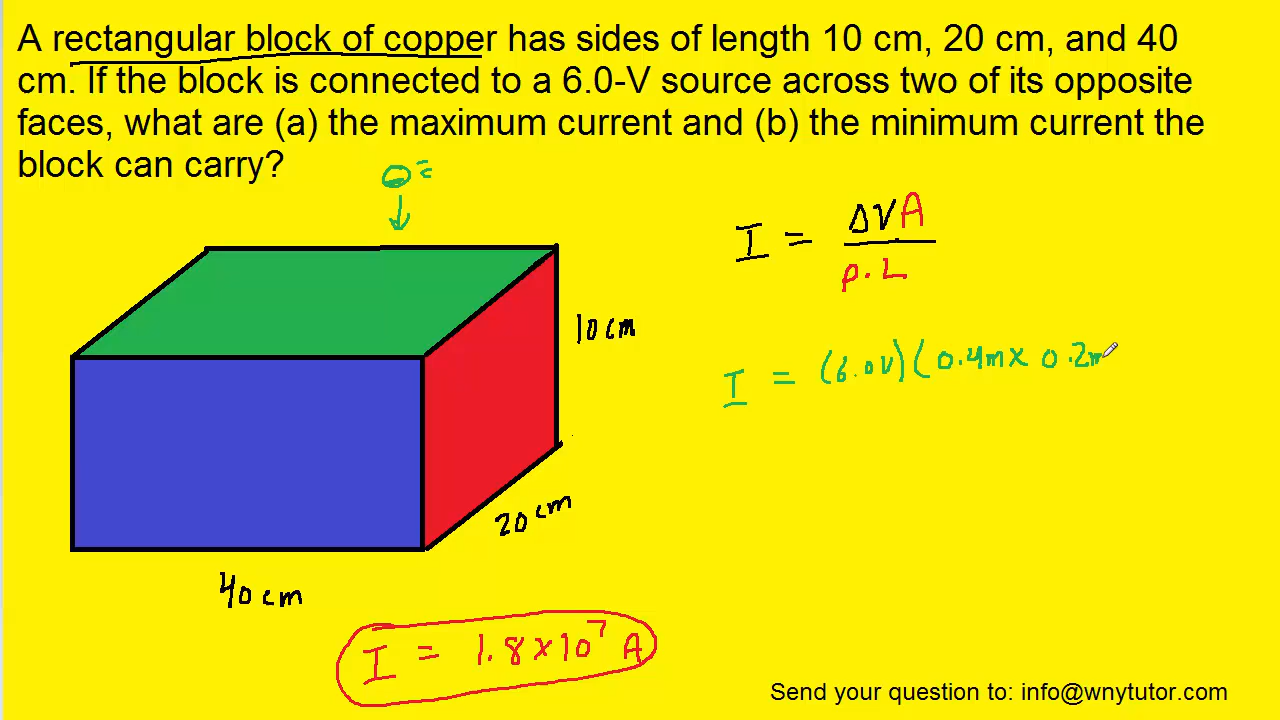 A rectangular block of copper has sides of length 10 cm, 20 cm, and 40
cm. If the block is connected to a 6.0-V source across two of its opposite
faces, what are (a) the maximum current and (b) the minimum current the
block can carry?
I = ΔVA
ρ. L
10 cm
I = (6.0V) (0.4m x 0.2m
20 cm
40 cm
I = 1.8 x 10⁷ A
Send your question to: info@wnytutor.com